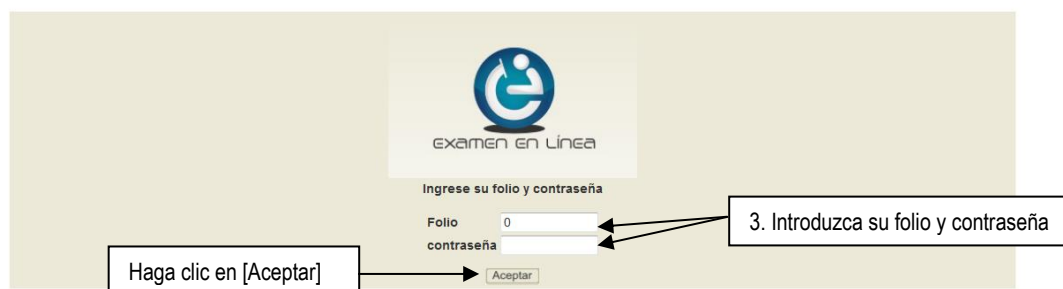 Examen en Línea
Ingrese su folio y contraseña
Folio 0
3. Introduzca su folio y contraseña
contraseña
Haga clic en [Aceptar]
Aceptar